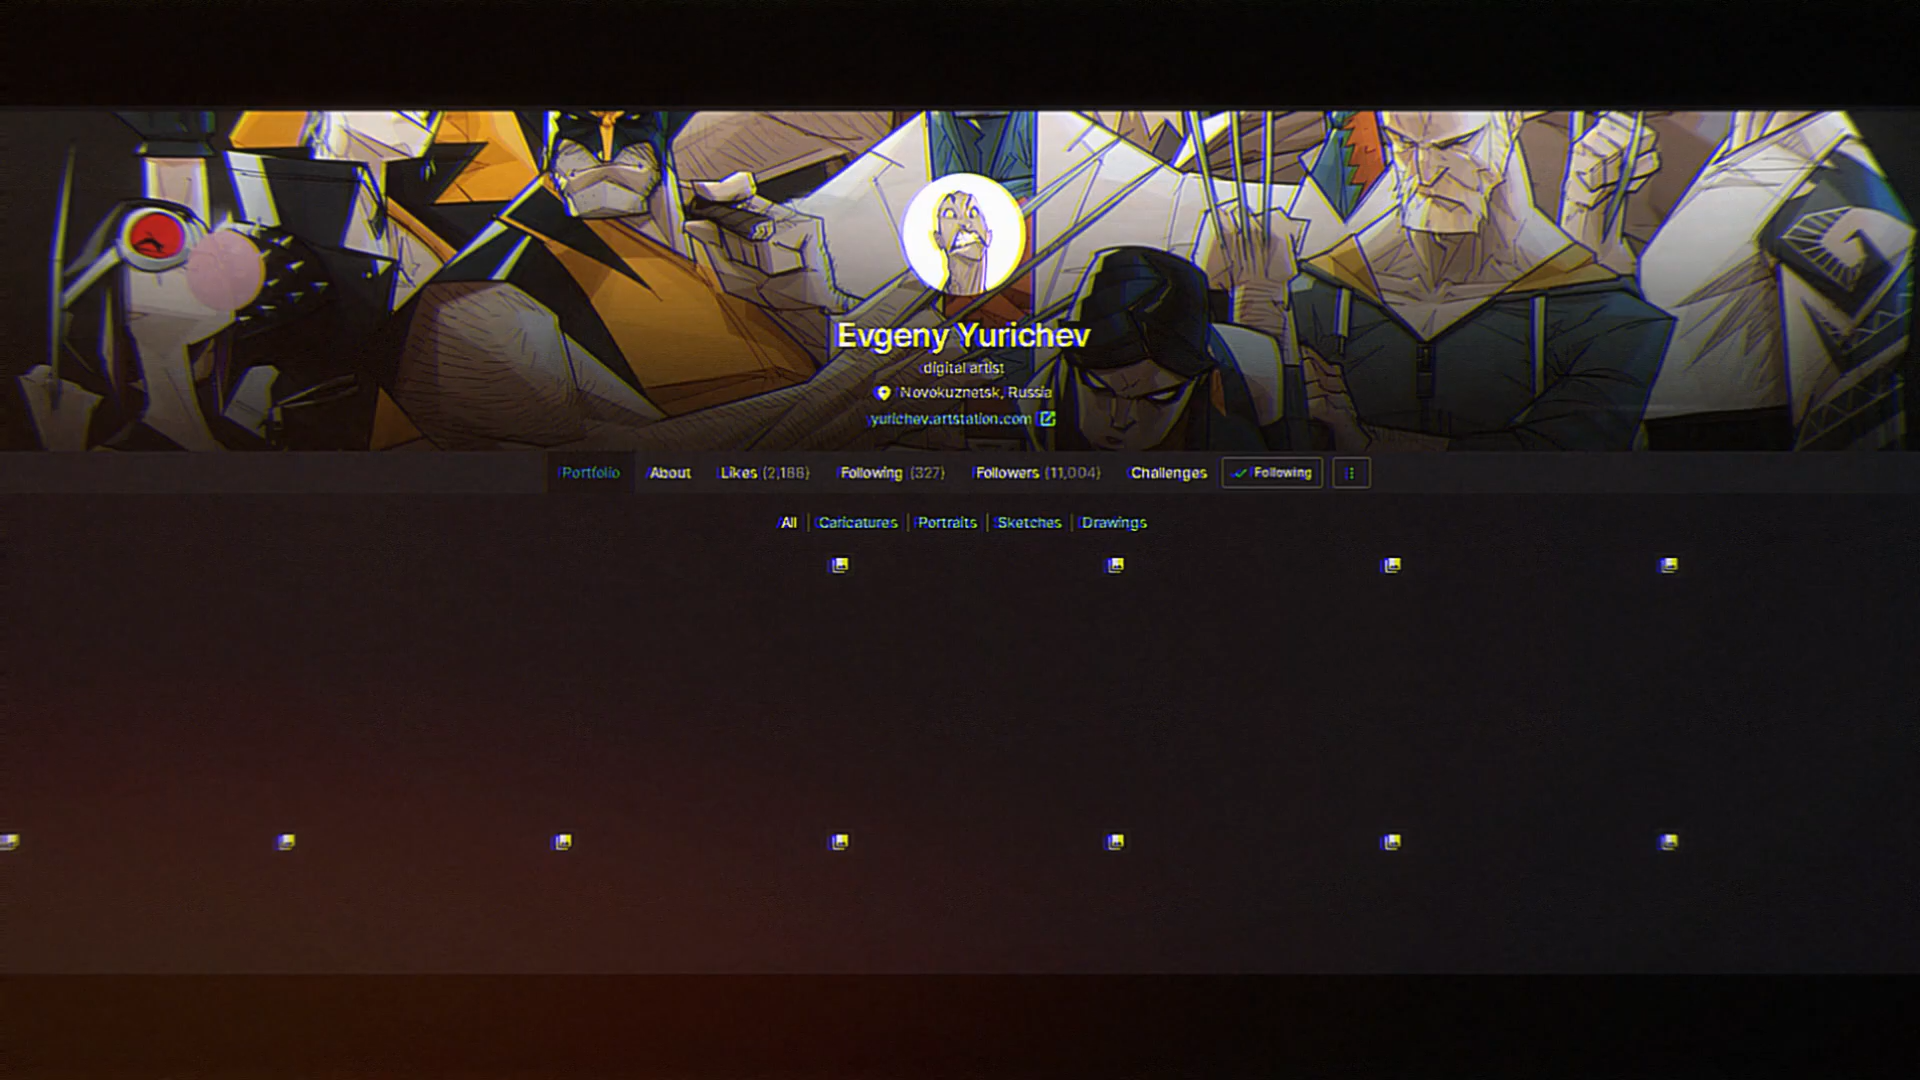 Evgeny Yurichev
digital artist
Novokuznetsk, Russia
yurichev.artstation.com
Portfolio About Likes (2,166) Following (327) Followers (11,004) Challenges Following
All | Caricatures | Portraits | Sketches | Drawings